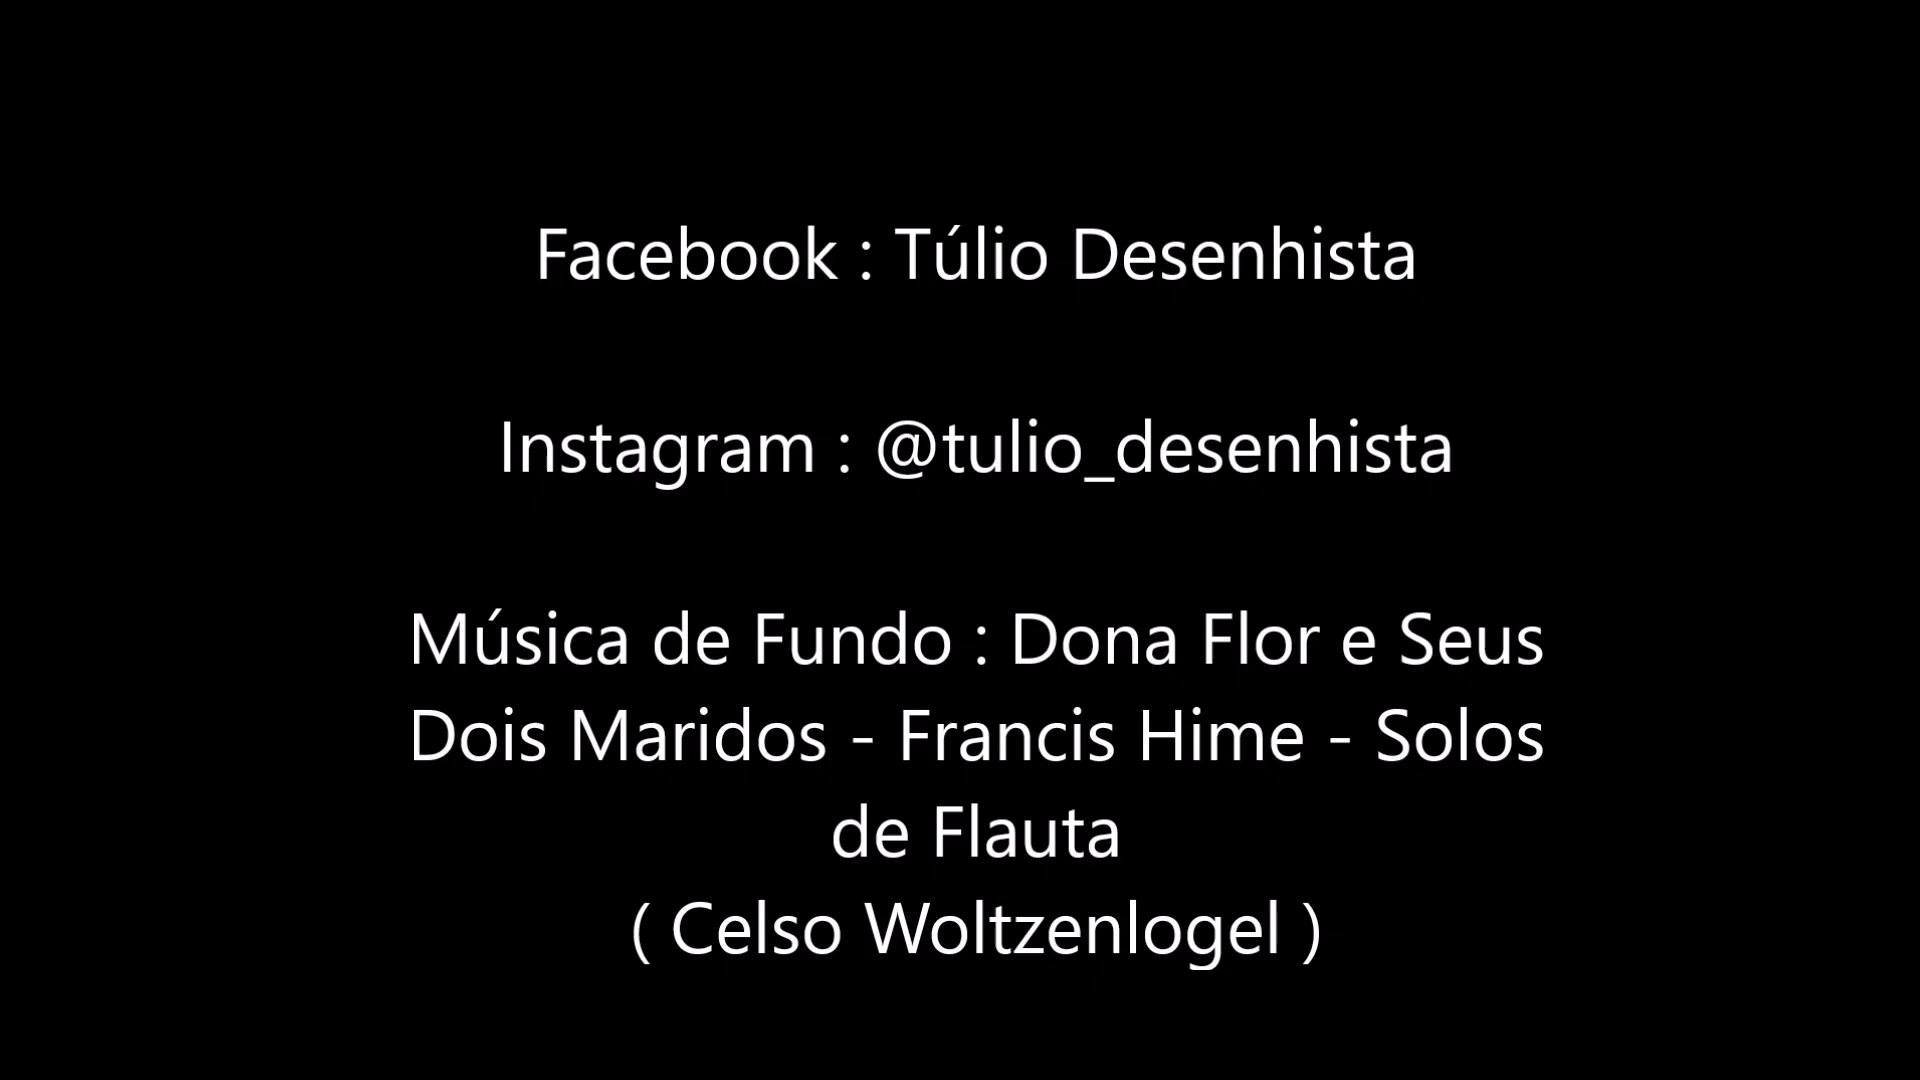 Facebook : Túlio Desenhista
Instagram : @tulio_desenhista
Música de Fundo : Dona Flor e Seus
Dois Maridos - Francis Hime - Solos
de Flauta
( Celso Woltzenlogel )